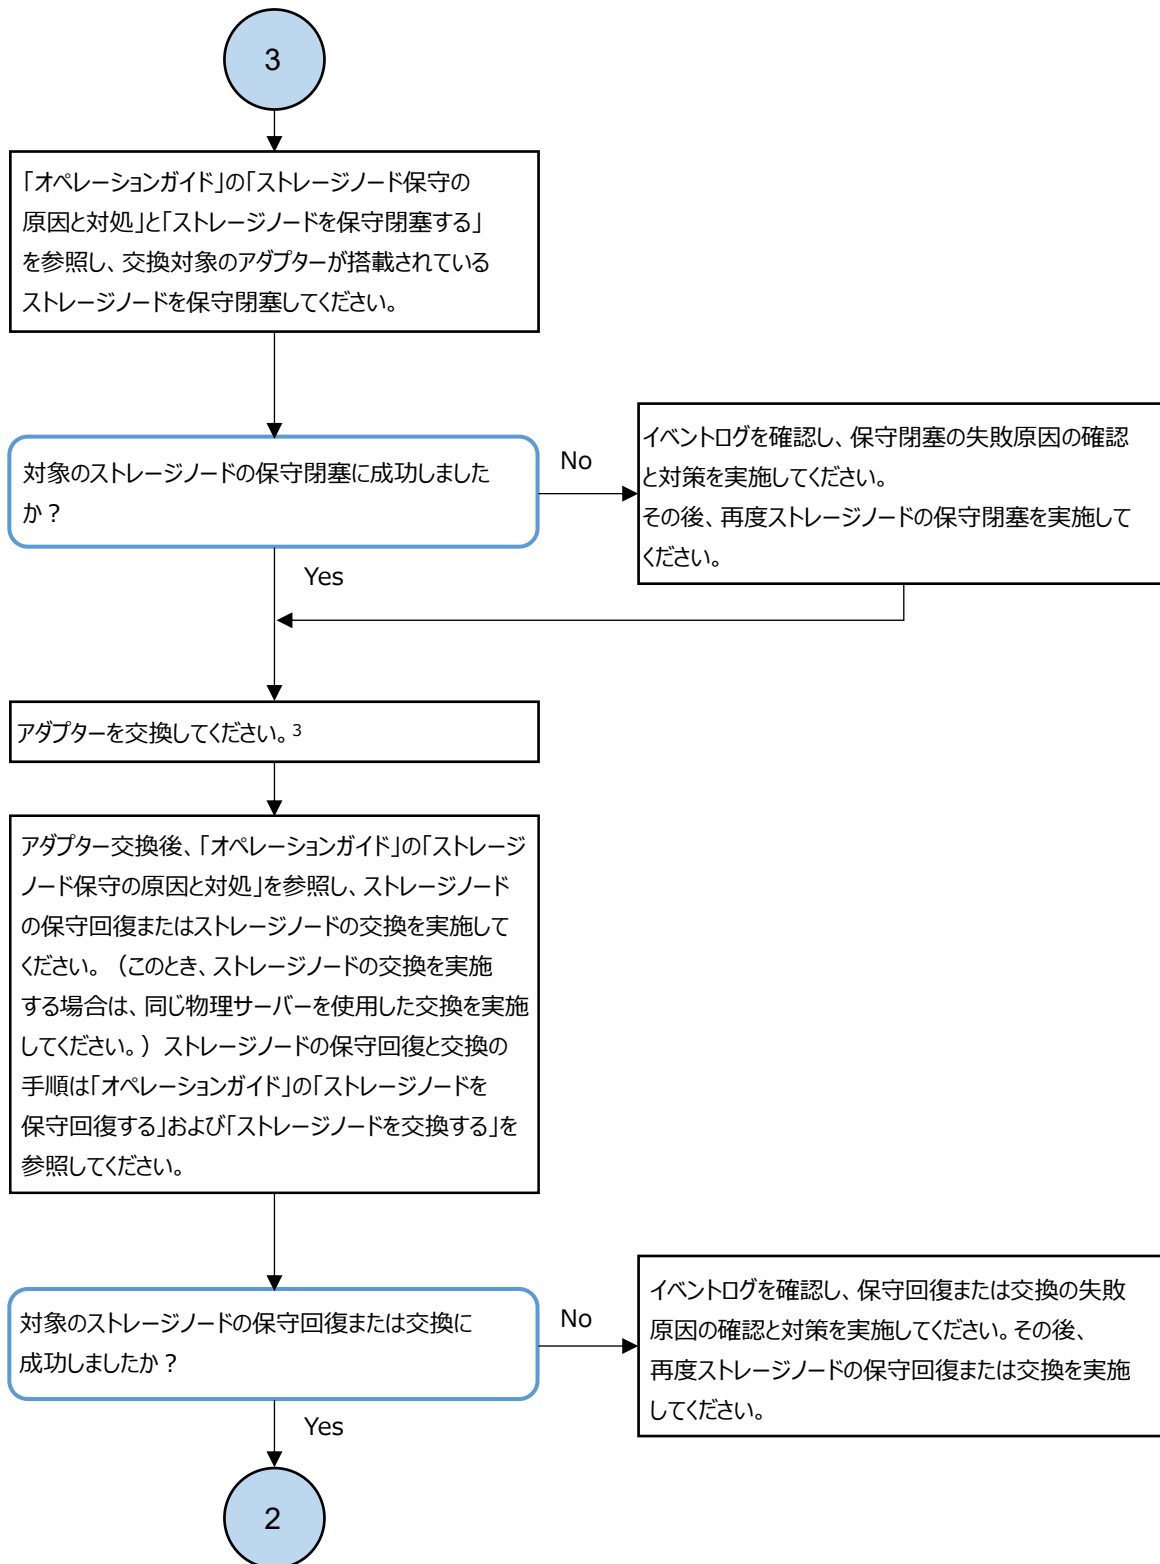 3
「オペレーションガイド」の「ストレージノード保守の
原因と対処」と「ストレージノードを保守閉塞する」
を参照し、交換対象のアダプターが搭載されている
ストレージノードを保守閉塞してください。
対象のストレージノードの保守閉塞に成功しました
か？
No
イベントログを確認し、保守閉塞の失敗原因の確認
と対策を実施してください。
その後、再度ストレージノードの保守閉塞を実施して
ください。
Yes
アダプターを交換してください。3
アダプター交換後、「オペレーションガイド」の「ストレージ
ノード保守の原因と対処」を参照し、ストレージノード
の保守回復またはストレージノードの交換を実施して
ください。（このとき、ストレージノードの交換を実施
する場合は、同じ物理サーバーを使用した交換を実施
してください。）ストレージノードの保守回復と交換の
手順は「オペレーションガイド」の「ストレージノードを
保守回復する」および「ストレージノードを交換する」を
参照してください。
対象のストレージノードの保守回復または交換に
成功しましたか？
No
イベントログを確認し、保守回復または交換の失敗
原因の確認と対策を実施してください。その後、
再度ストレージノードの保守回復または交換を実施
してください。
Yes
2